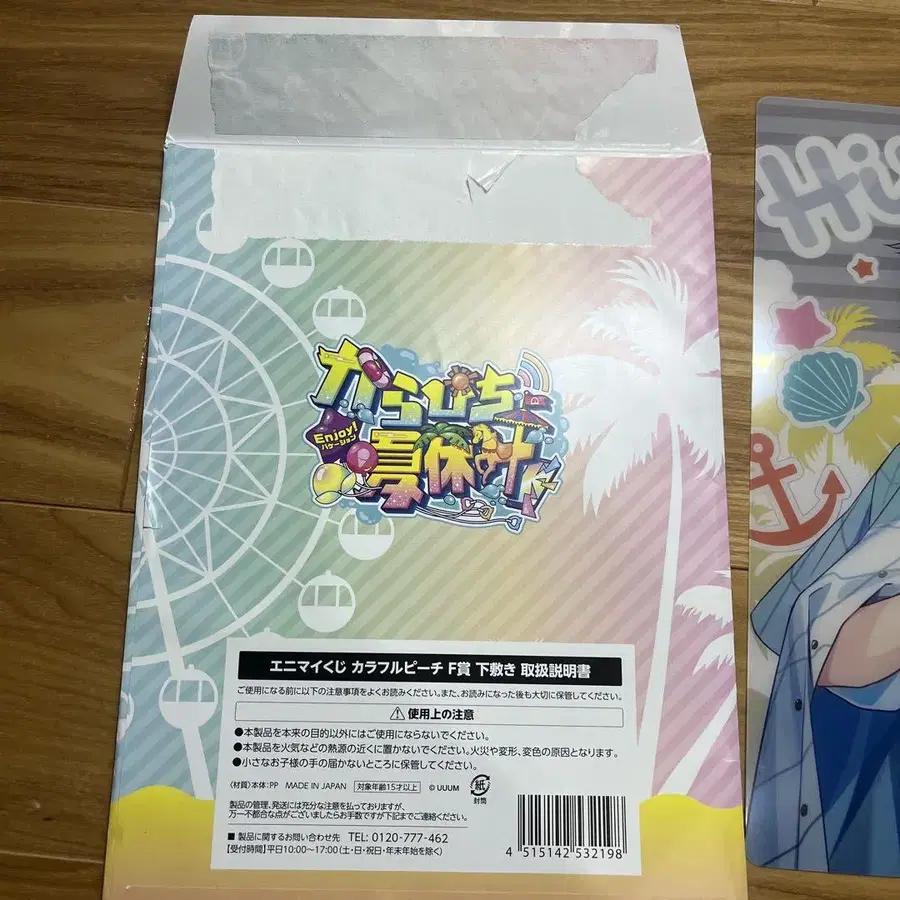 Hi
からぴち
Enjoy!
バケーション
夏休み
エニマイくじ カラフルピーチ F賞 下敷き 取扱説明書
ご使用になる前に以下の注意事項をよくお読みください。また、お読みになった後も大切に保管してください。
⚠使用上の注意
●本製品を本来の目的以外にはご使用にならないでください。
●本製品を火気などの熱源の近くに置かないでください。火災や変形、変色の原因となります。
●小さなお子様の手の届かないところに保管してください。
〈材質〉本体:PP MADE IN JAPAN 対象年齢15才以上 © UUUM
紙
封筒
製品の管理、発送には充分な注意を払っておりますが、
万一不都合な点がございましたらお手数ですが下記までご連絡ください。
■ 製品に関するお問い合わせ先 TEL: 0120-777-462
【受付時間】平日10:00〜17:00(土・日・祝日・年末年始を除く)
4 515142 532198